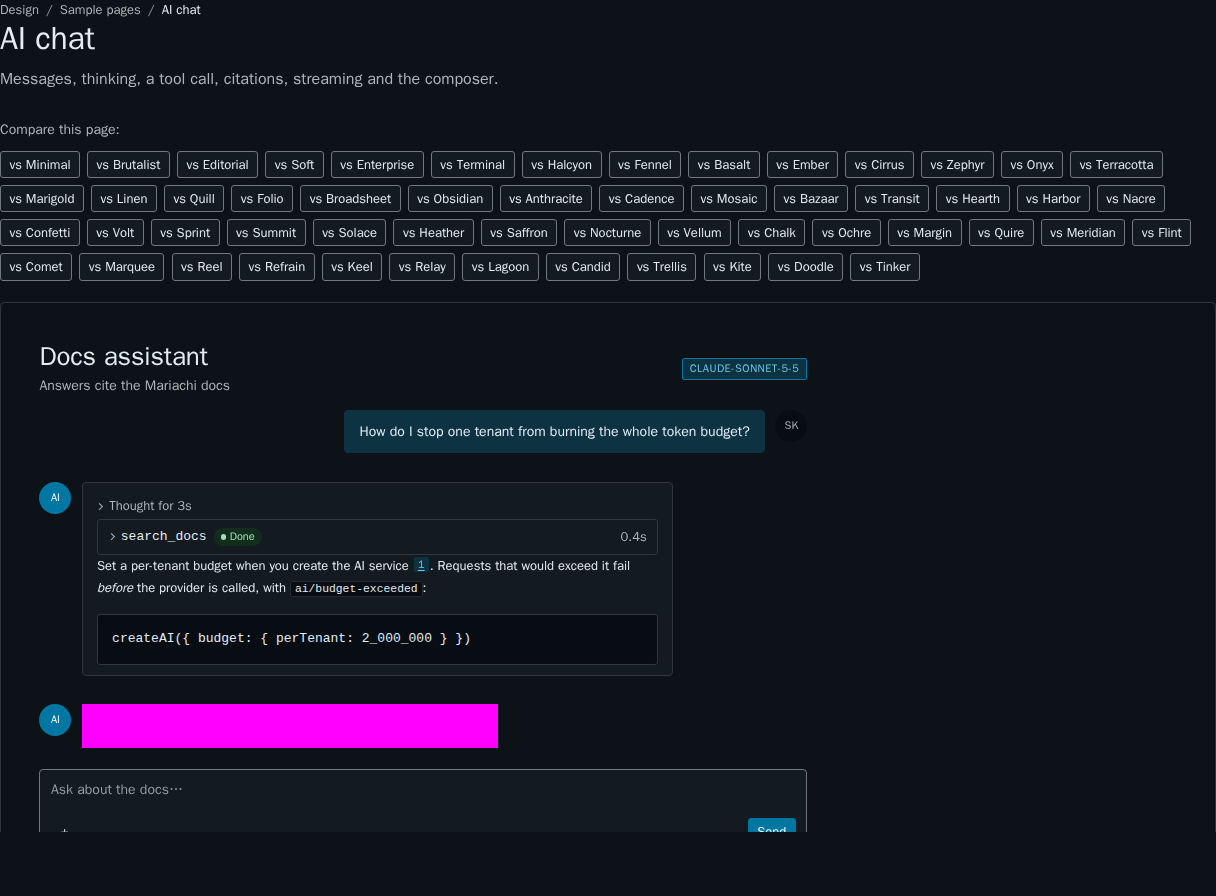 Design / Sample pages / AI chat
AI chat
Messages, thinking, a tool call, citations, streaming and the composer.
Compare this page:
vs Minimal vs Brutalist vs Editorial vs Soft vs Enterprise vs Terminal vs Halcyon vs Fennel vs Basalt vs Ember vs Cirrus vs Zephyr vs Onyx vs Terracotta
vs Marigold vs Linen vs Quill vs Folio vs Broadsheet vs Obsidian vs Anthracite vs Cadence vs Mosaic vs Bazaar vs Transit vs Hearth vs Harbor vs Nacre
vs Confetti vs Volt vs Sprint vs Summit vs Solace vs Heather vs Saffron vs Nocturne vs Vellum vs Chalk vs Ochre vs Margin vs Quire vs Meridian vs Flint
vs Comet vs Marquee vs Reel vs Refrain vs Keel vs Relay vs Lagoon vs Candid vs Trellis vs Kite vs Doodle vs Tinker
Docs assistant
CLAUDE-SONNET-5-5
Answers cite the Mariachi docs
How do I stop one tenant from burning the whole token budget?
SK
AI
Thought for 3s
search_docs Done 0.4s
Set a per-tenant budget when you create the AI service 1. Requests that would exceed it fail
before the provider is called, with ai/budget-exceeded:
createAI({ budget: { perTenant: 2_000_000 } })
AI
Ask about the docs…
+ Send